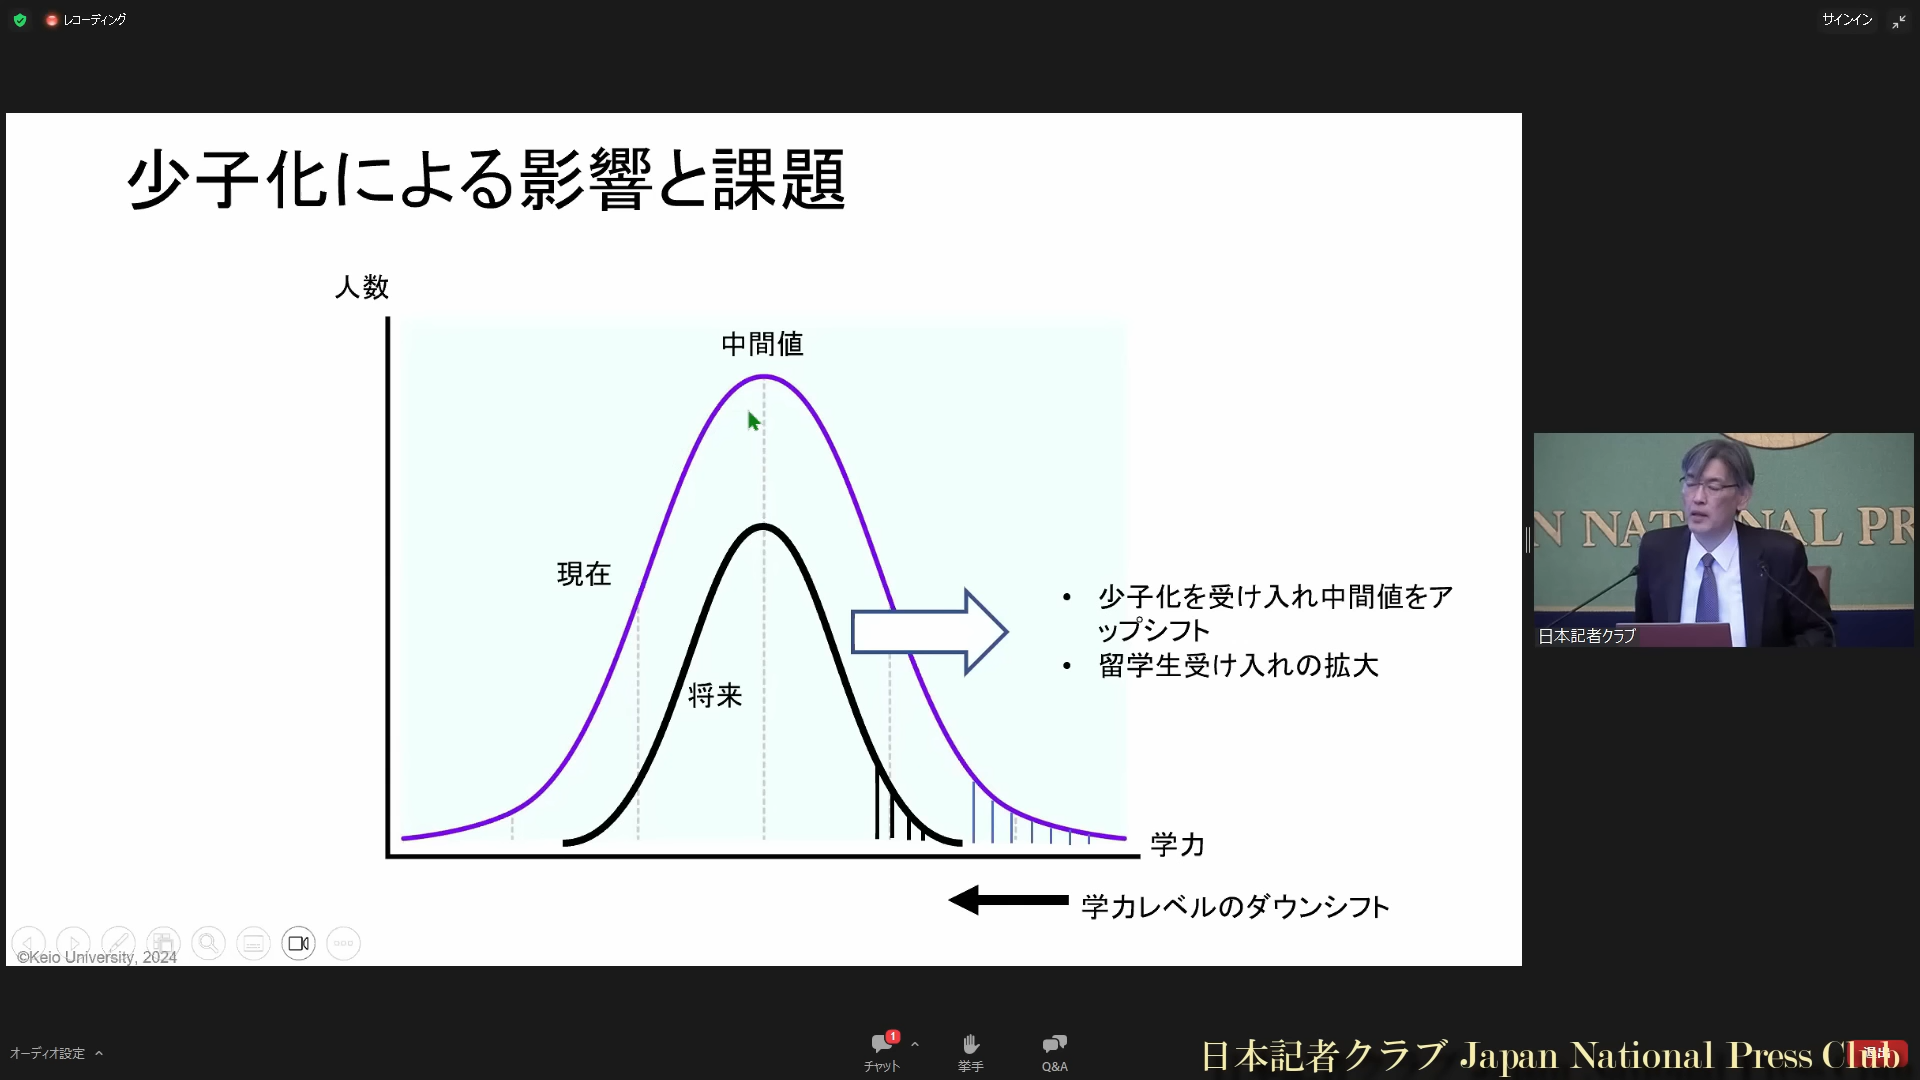 レコーディング
サインイン
少子化による影響と課題
人数
中間値
現在
将来
• 少子化を受け入れ中間値をア
ップシフト
• 留学生受け入れの拡大
学力
学力レベルのダウンシフト
©Keio University, 2024
N NATIONAL PR
日本記者クラブ
オーディオ設定
1
チャット
挙手
Q&A
日本記者クラブ Japan National Press Club
退出